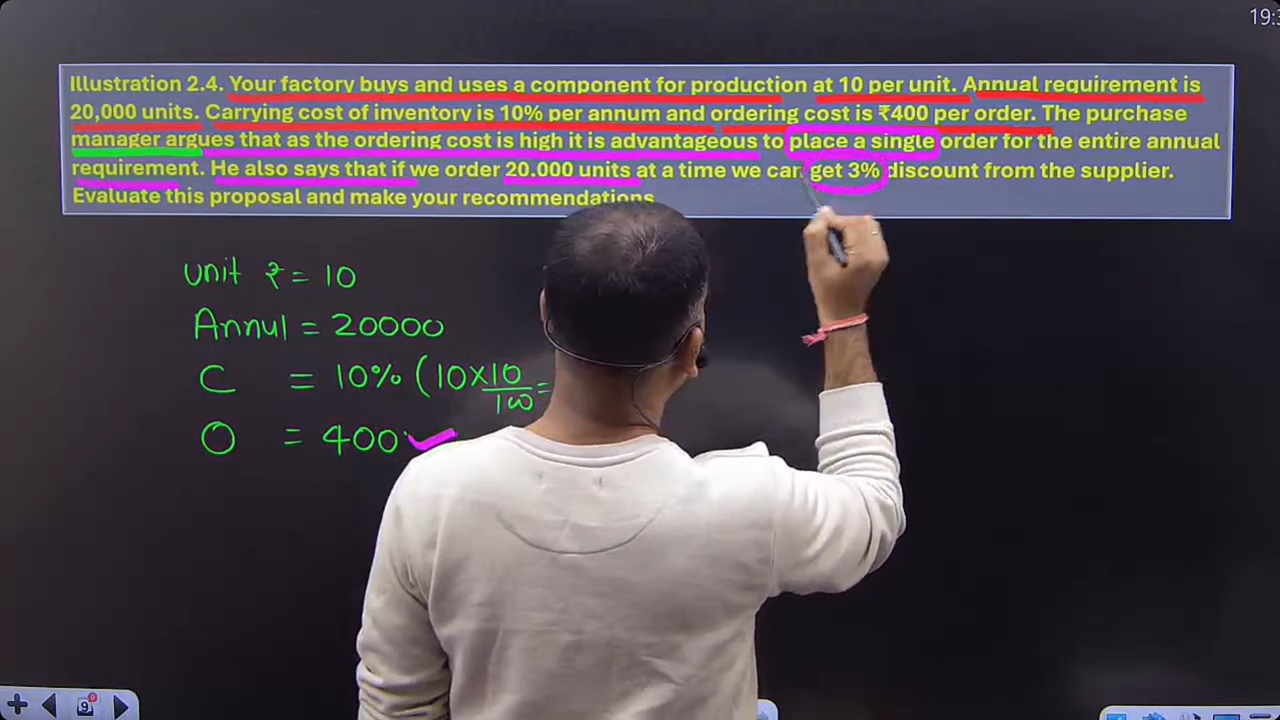 19:3
Illustration 2.4. Your factory buys and uses a component for production at 10 per unit. Annual requirement is
20,000 units. Carrying cost of inventory is 10% per annum and ordering cost is ₹400 per order. The purchase
manager argues that as the ordering cost is high it is advantageous to place a single order for the entire annual
requirement. He also says that if we order 20.000 units at a time we can get 3% discount from the supplier.
Evaluate this proposal and make your recommendations
unit ₹ = 10
Annul = 20000
C = 10% (10×10/100 =
O = 400
9